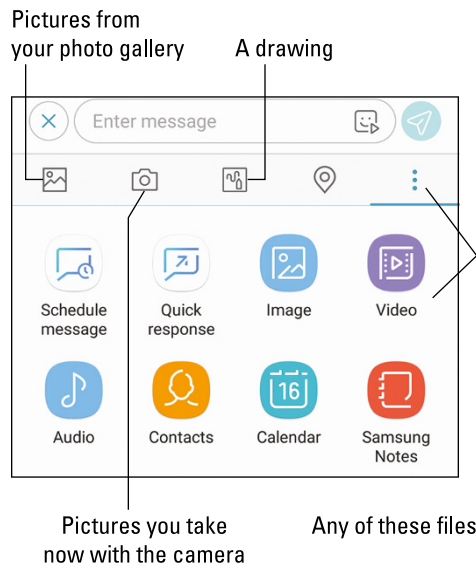 Pictures from
your photo gallery
A drawing
Enter message
Schedule
message
Quick
response
Image
Video
Audio
Contacts
16
Calendar
Samsung
Notes
Pictures you take
now with the camera
Any of these files